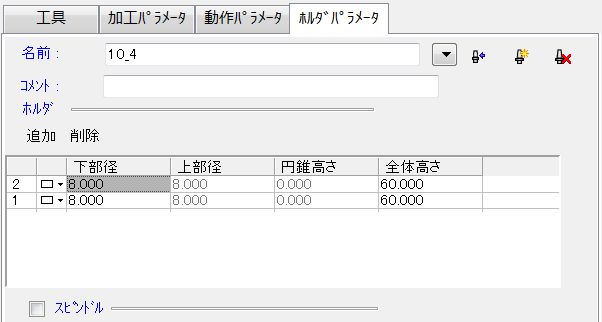 工具 加工ﾊﾟﾗﾒｰﾀ 動作ﾊﾟﾗﾒｰﾀ ﾎﾙﾀﾞﾊﾟﾗﾒｰﾀ
名前 : 10_4
ｺﾒﾝﾄ :
ﾎﾙﾀﾞ
追加 削除
下部径 上部径 円錐高さ 全体高さ
2 8.000 8.000 0.000 60.000
1 8.000 8.000 0.000 60.000
ｽﾋﾟﾝﾄﾞﾙ